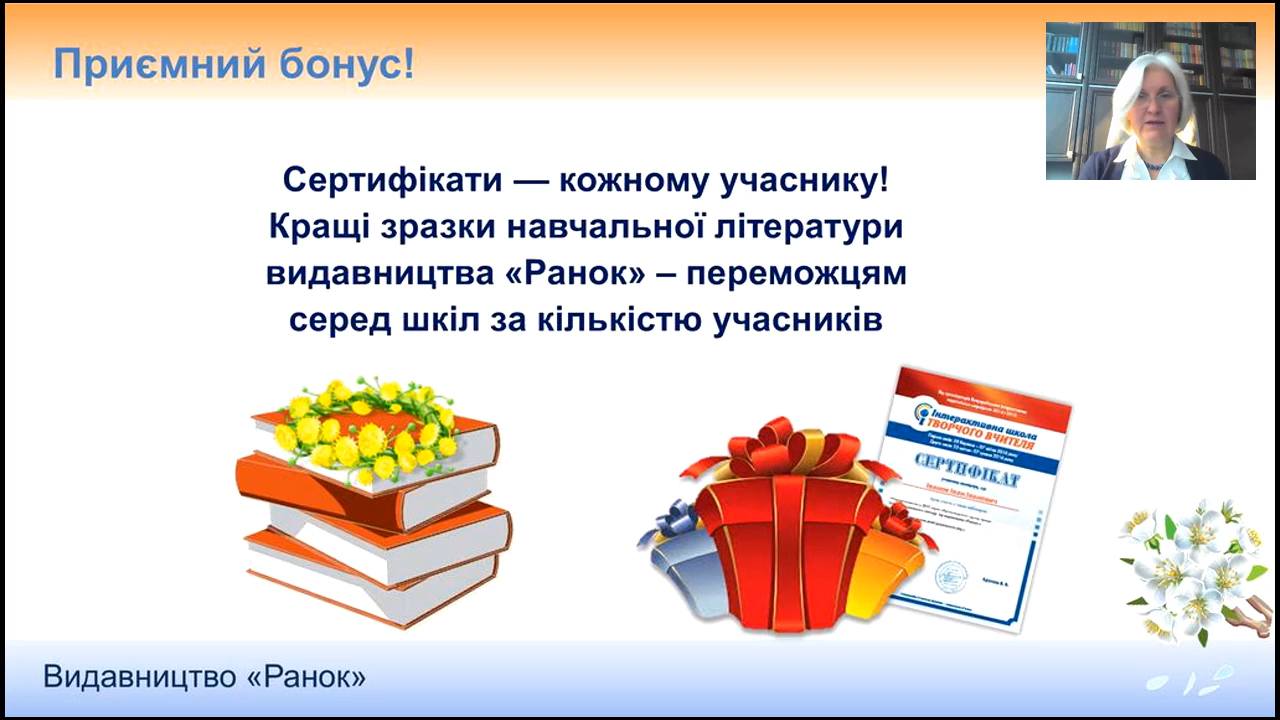 Приємний бонус!
Сертифікати — кожному учаснику!
Кращі зразки навчальної літератури
видавництва «Ранок» – переможцям
серед шкіл за кількістю учасників
Інтерактивна школа
ТВОРЧОГО ВЧИТЕЛЯ
СЕРТИФІКАТ
Видавництво «Ранок»